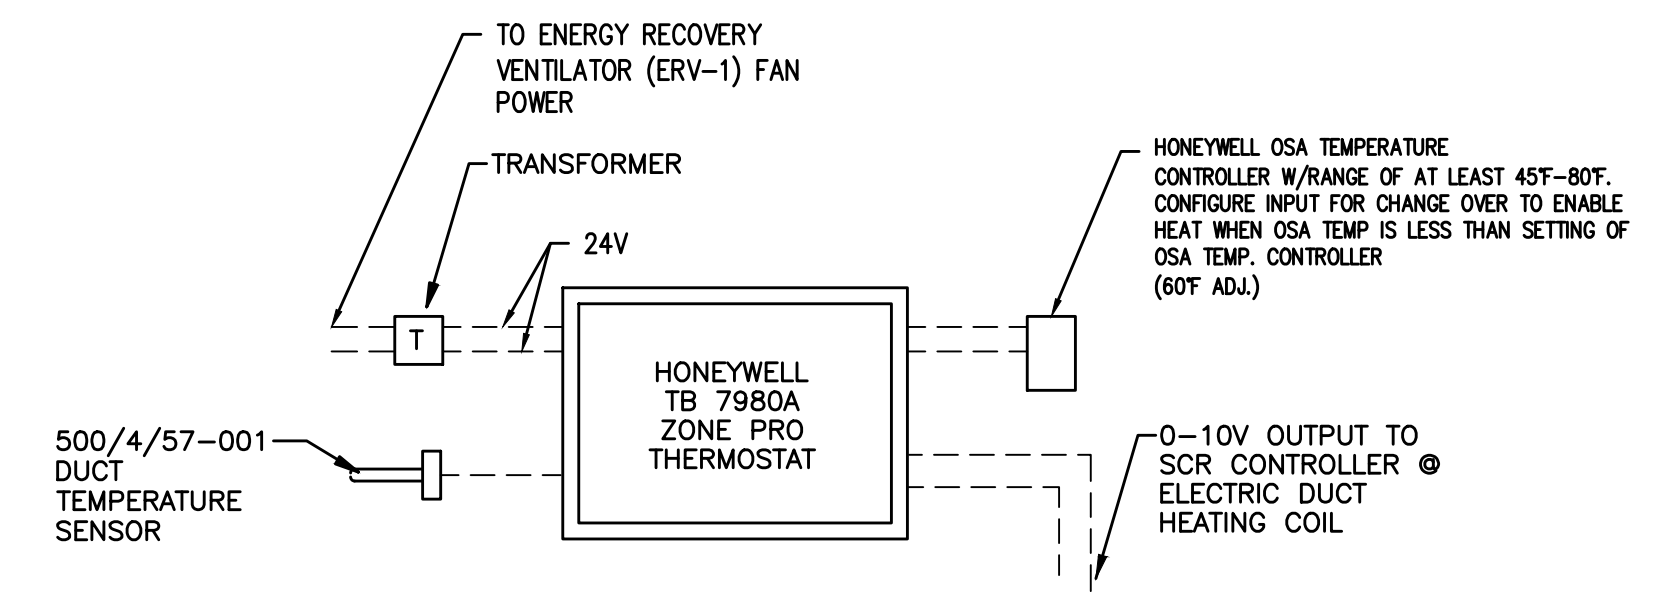 TO ENERGY RECOVERY
VENTILATOR (ERV-1) FAN
POWER
TRANSFORMER
24V
HONEYWELL OSA TEMPERATURE
CONTROLLER W/RANGE OF AT LEAST 45°F-80°F.
CONFIGURE INPUT FOR CHANGE OVER TO ENABLE
HEAT WHEN OSA TEMP IS LESS THAN SETTING OF
OSA TEMP. CONTROLLER
(60°F ADJ.)
T
HONEYWELL
TB 7980A
ZONE PRO
THERMOSTAT
500/4/57-001
DUCT
TEMPERATURE
SENSOR
0-10V OUTPUT TO
SCR CONTROLLER @
ELECTRIC DUCT
HEATING COIL